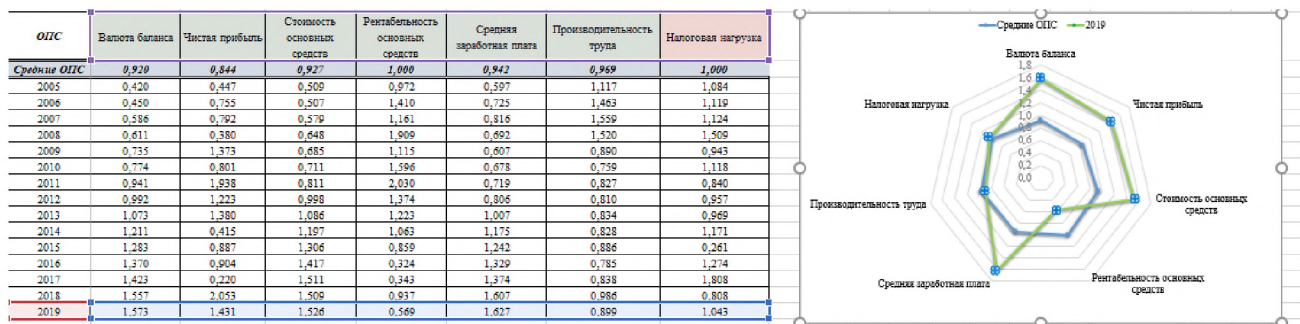 ОПС Валюта баланса Чистая прибыль Стоимость основных средств Рентабельность основных средств Средняя заработная плата Производительность труда Налоговая нагрузка
Средние ОПС 0,920 0,844 0,927 1,000 0,942 0,969 1,000
2005 0,420 0,447 0,509 0,972 0,597 1,117 1,084
2006 0,450 0,755 0,507 1,410 0,725 1,463 1,119
2007 0,586 0,792 0,579 1,161 0,816 1,559 1,124
2008 0,611 0,380 0,648 1,909 0,692 1,520 1,509
2009 0,735 1,373 0,685 1,115 0,607 0,890 0,943
2010 0,774 0,801 0,711 1,596 0,678 0,759 1,118
2011 0,941 1,938 0,811 2,030 0,719 0,827 0,840
2012 0,992 1,223 0,998 1,374 0,806 0,810 0,957
2013 1,073 1,380 1,086 1,223 1,007 0,834 0,969
2014 1,211 0,415 1,197 1,063 1,175 0,828 1,171
2015 1,283 0,887 1,306 0,859 1,242 0,886 0,261
2016 1,370 0,904 1,417 0,324 1,329 0,785 1,274
2017 1,423 0,220 1,511 0,343 1,374 0,838 1,808
2018 1,557 2,053 1,509 0,937 1,607 0,986 0,808
2019 1,573 1,431 1,526 0,569 1,627 0,899 1,043
Средние ОПС 2019
Валюта баланса
1,8
1,6
1,4
1,2
1,0
0,8
0,6
0,4
0,2
0,0
Чистая прибыль
Стоимость основных
средств
Рентабельность основных
средств
Средняя заработная плата
Производительность труда
Налоговая нагрузка